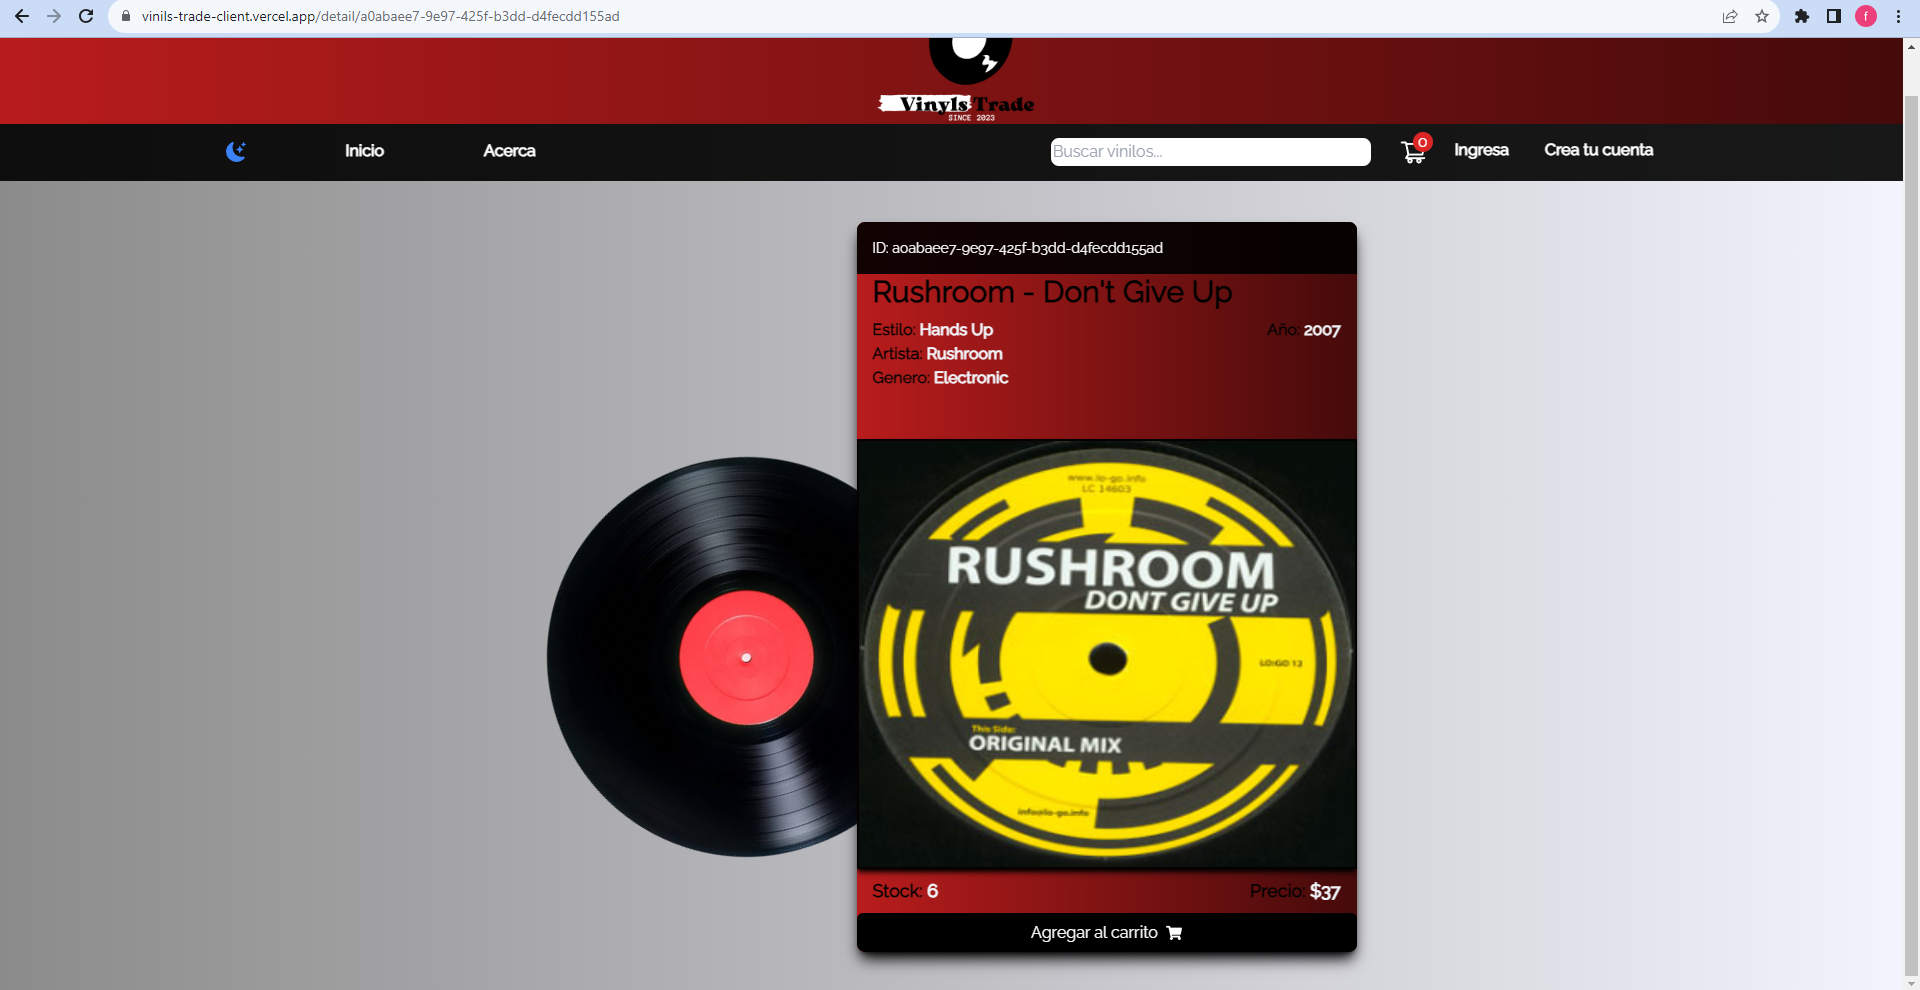 vinils-trade-client.vercel.app/detail/a0abaee7-9e97-425f-b3dd-d4fecdd155ad
f
Vinyls Trade
SINCE 2023
Inicio
Acerca
Buscar vinilos...
0
Ingresa
Crea tu cuenta
ID: a0abaee7-9e97-425f-b3dd-d4fecdd155ad
Rushroom - Don't Give Up
Estilo: Hands Up
Año: 2007
Artista: Rushroom
Genero: Electronic
www.lo-go.info
LC 14603
RUSHROOM
DONT GIVE UP
LO:GO 12
This Side:
ORIGINAL MIX
info@lo-go.info
Stock: 6
Precio: $37
Agregar al carrito